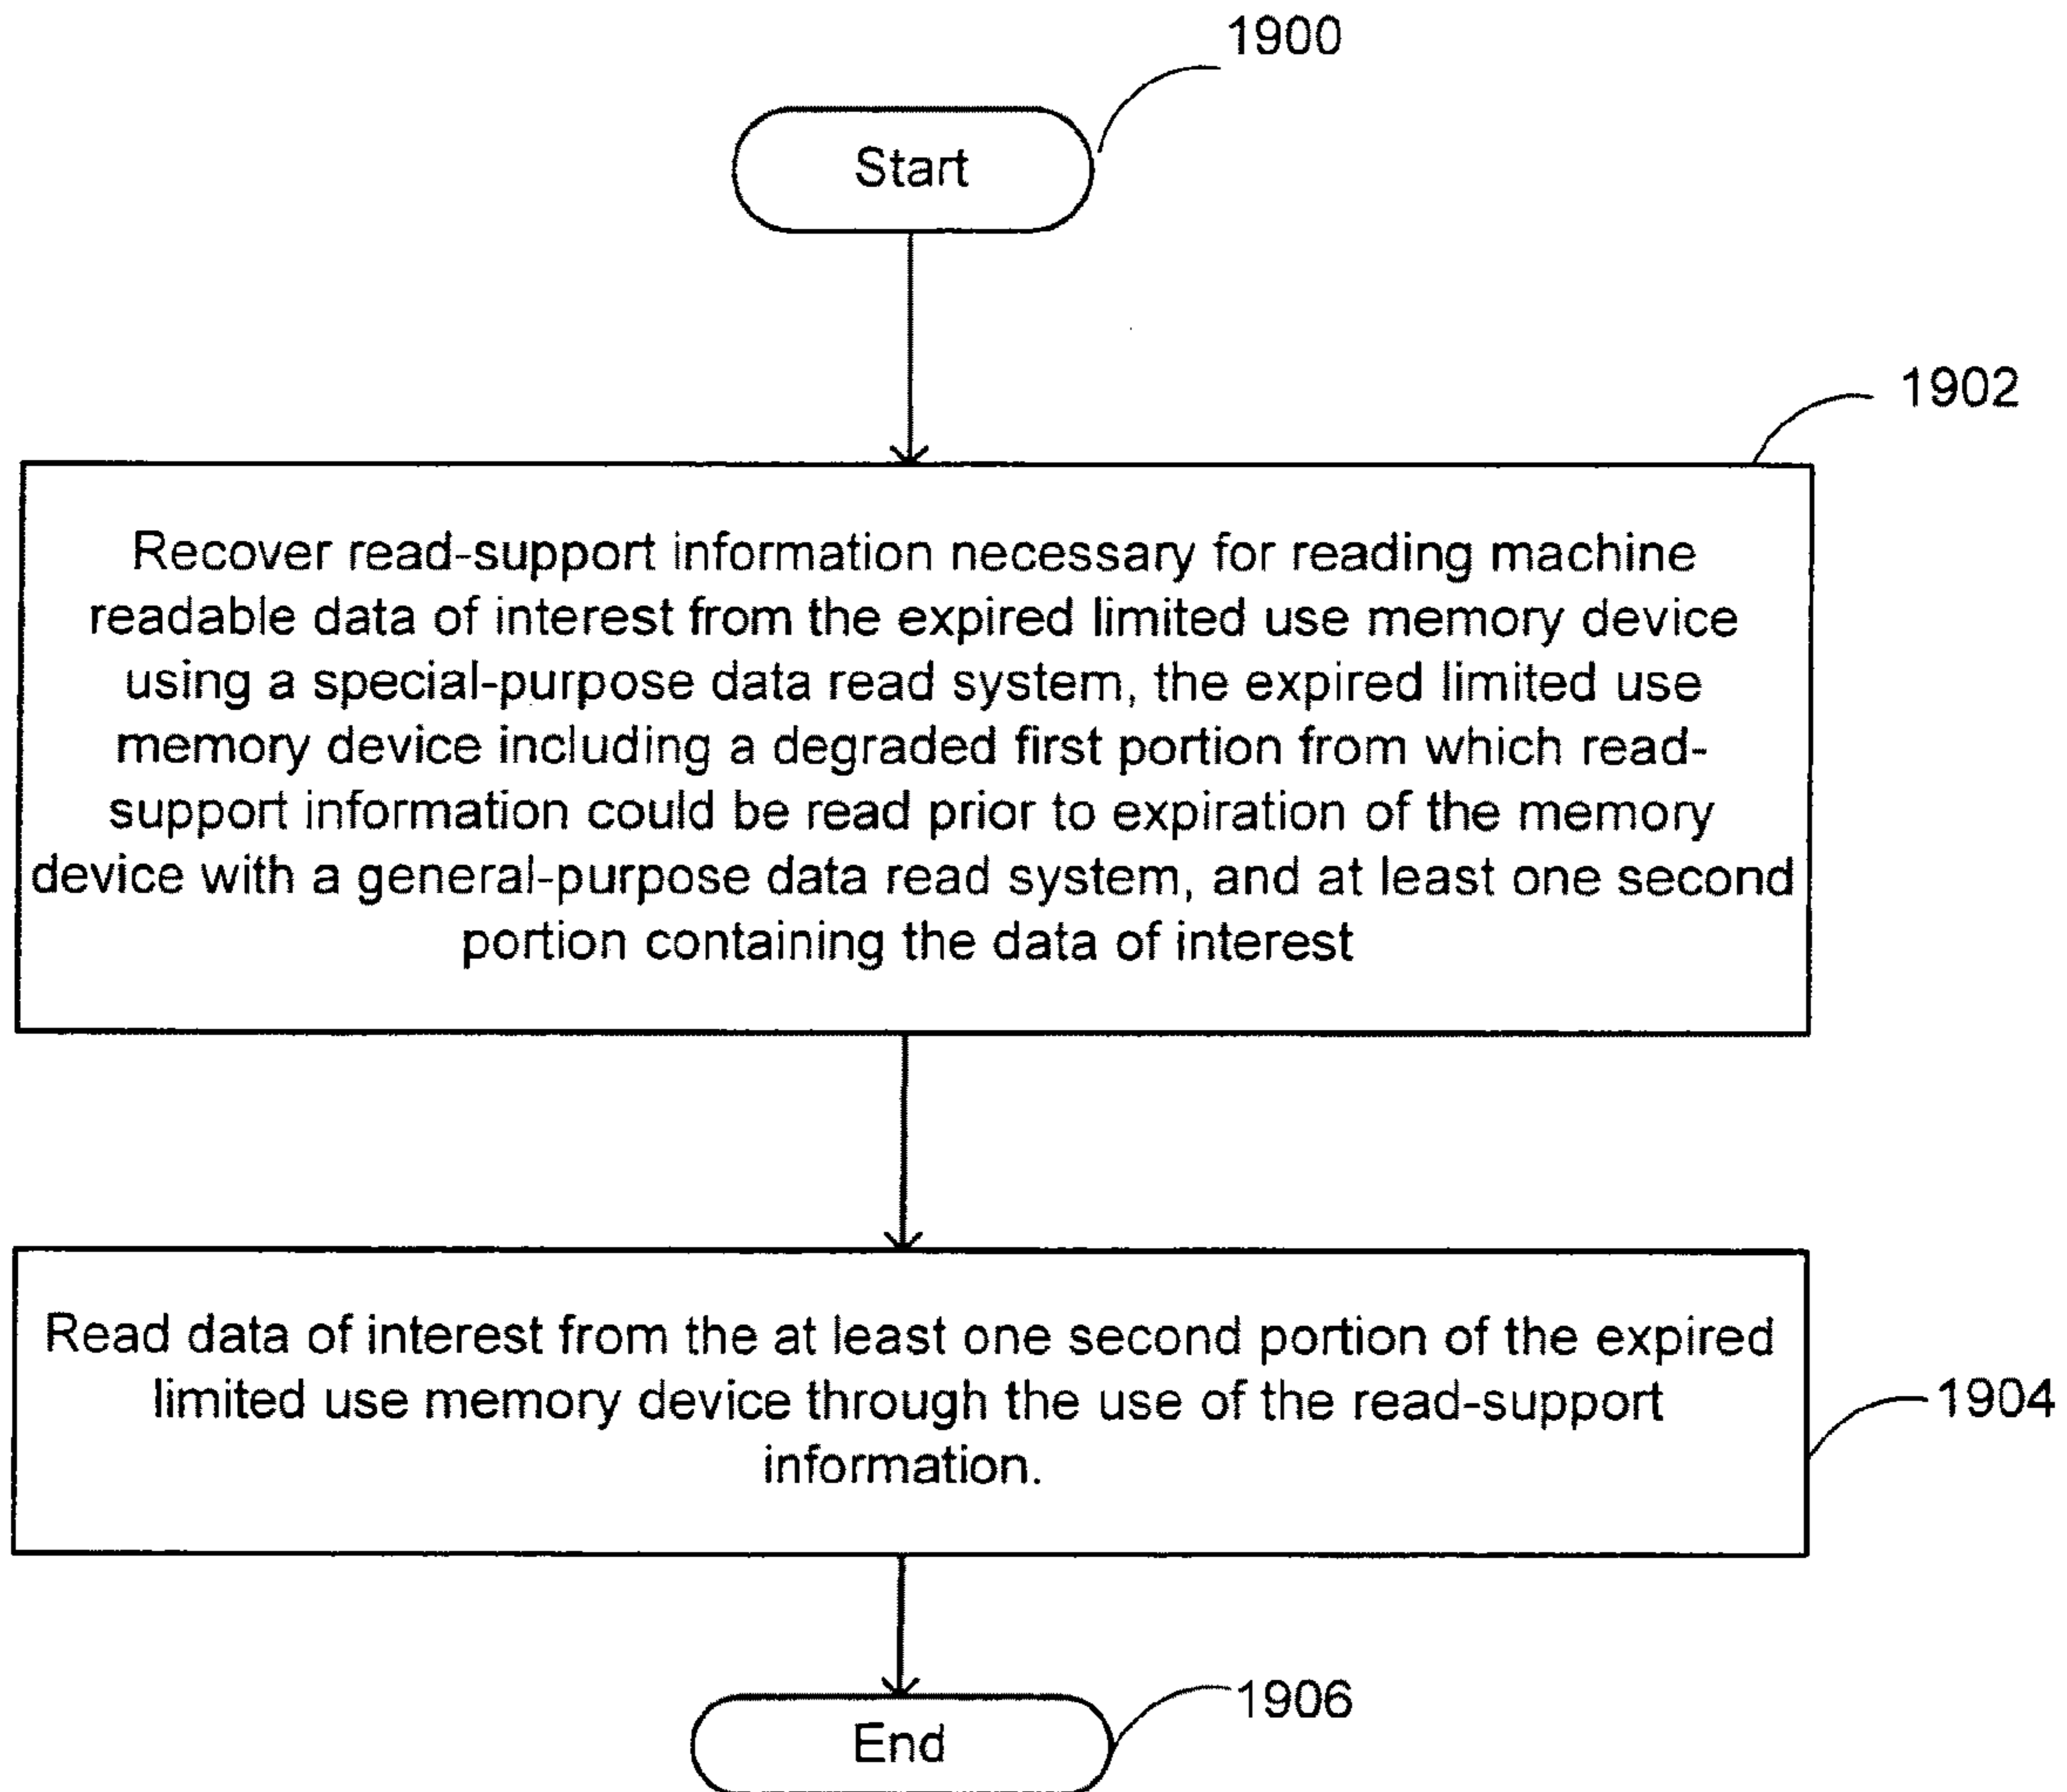 1900
Start
1902
Recover read-support information necessary for reading machine
readable data of interest from the expired limited use memory device
using a special-purpose data read system, the expired limited use
memory device including a degraded first portion from which read-
support information could be read prior to expiration of the memory
device with a general-purpose data read system, and at least one second
portion containing the data of interest
Read data of interest from the at least one second portion of the expired
limited use memory device through the use of the read-support
information.
1904
1906
End